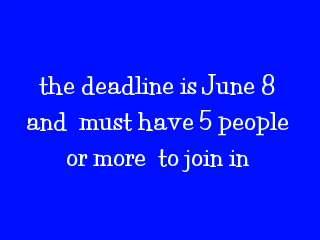 the deadline is June 8
and must have 5 people
or more to join in